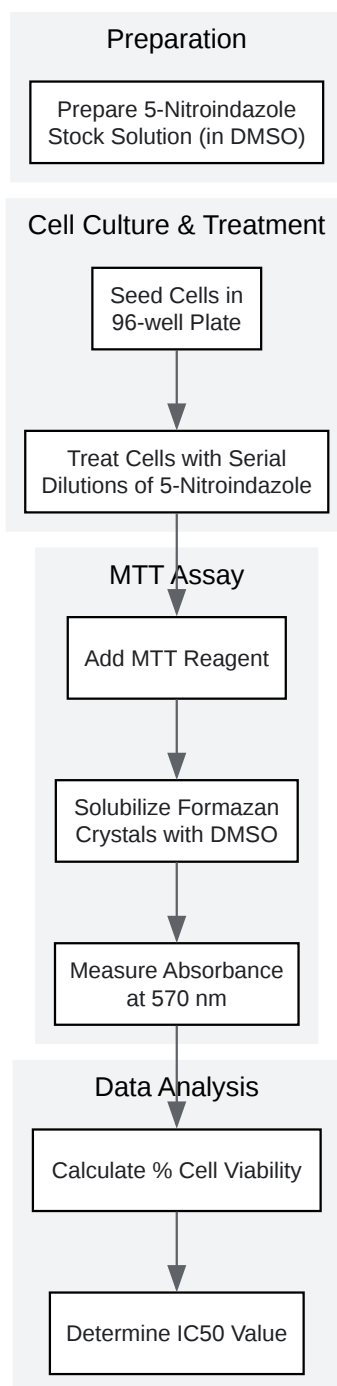 Preparation
Prepare 5-Nitroindazole
Stock Solution (in DMSO)
Cell Culture & Treatment
Seed Cells in
96-well Plate
Treat Cells with Serial
Dilutions of 5-Nitroindazole
MTT Assay
Add MTT Reagent
Solubilize Formazan
Crystals with DMSO
Measure Absorbance
at 570 nm
Data Analysis
Calculate % Cell Viability
Determine IC50 Value